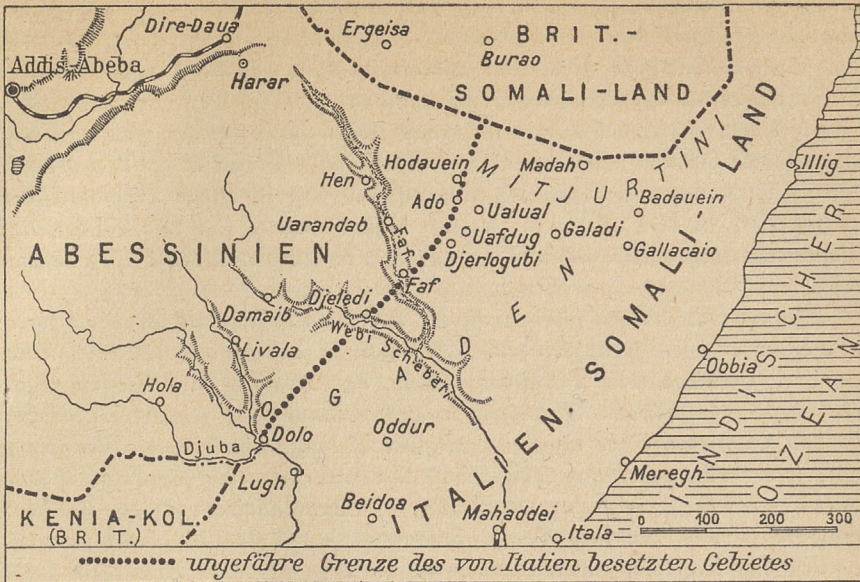 Dire-Daua
Ergeisa
BRIT.-
Burao
Addis-Abeba
Harar
SOMALI-LAND
Hodauein
MITJURTINI
Madah
Illig
Hen
Ado
Ualual
Badauein
Uarandab
Uafdug
Galadi
Faf
Djerlogubi
Gallacaio
ABESSINIEN
Faf
Damaib
Djeledi
Webi Schebeli
Livala
OGADEN
Obbia
Hola
Oddur
Dolo
Djuba
Lugh
Meregh
ITALIEN. SOMALI-LAND
INDISCHER
OZEAN
KENIA-KOL.
(BRIT.)
Beidoa
Mahaddei
Itala
0 100 200 300
ungefähre Grenze des von Itatien besetzten Gebietes